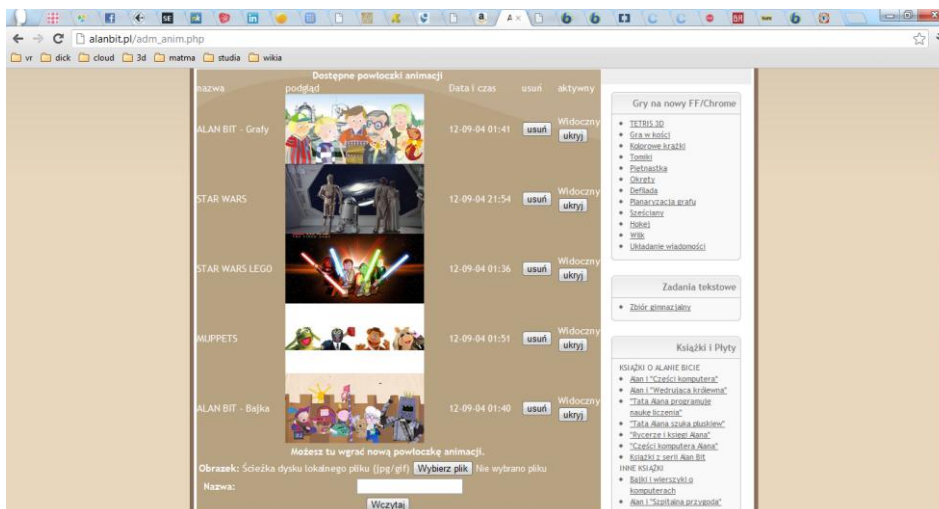 alanbit.pl/adm_anim.php
vr dick cloud 3d matma studia wikia
Dostępne powłoczki animacji
nazwa podgląd Data i czas usuń aktywny
ALAN BIT - Grafy 12-09-04 01:41 usuń Widoczny ukryj
STAR WARS 12-09-04 21:54 usuń Widoczny ukryj
STAR WARS LEGO 12-09-04 01:36 usuń Widoczny ukryj
MUPPETS 12-09-04 01:51 usuń Widoczny ukryj
ALAN BIT - Bajka 12-09-04 01:40 usuń Widoczny ukryj
Możesz tu wgrać nową powłoczkę animacji.
Obrazek: Ścieżka dysku lokalnego pliku (jpg/gif) Wybierz plik Nie wybrano pliku
Nazwa:
Wczytaj
Gry na nowy FF/Chrome
TETRIS 3D
Gra w kości
Kolorowe krążki
Tomiki
Piętnastka
Okręty
Defilada
Planaryzacja grafu
Sześciany
Hokej
Wilk
Układanie wiadomości
Zadania tekstowe
Zbiór gimnazjalny
Książki i Płyty
KSIĄŻKI O ALANIE BICIE
Alan i "Części komputera"
Alan i "Wędrująca królewna"
"Tata Alana programuje
naukę liczenia"
"Tata Alana szuka pluskiew"
"Rycerze i księgi Alana"
"Części komputera Alana"
Książki z serii Alan Bit
INNE KSIĄŻKI
Bajki i wierszyki o
komputerach
Alan i "Szpitalna przygoda"